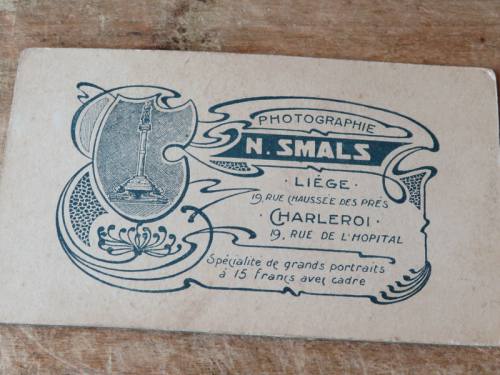 PHOTOGRAPHIE
N. SMALS
LIÉGE
19, RUE CHAUSSÉE DES PRÉS
· CHARLEROI ·
19, RUE DE L'HOPITAL
Spécialité de grands portraits
à 15 francs avec cadre